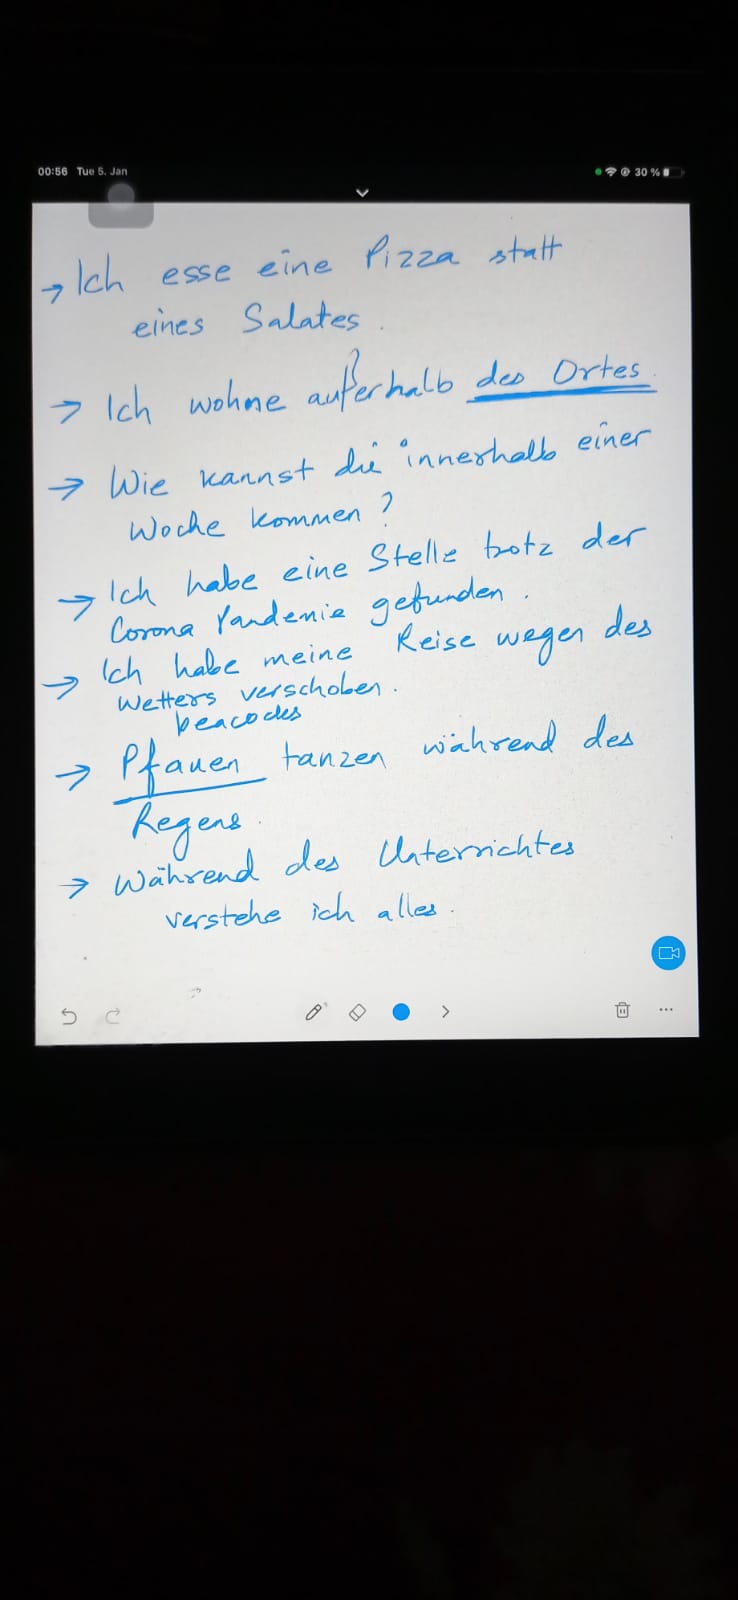 00:56 Tue 5. Jan 30 %
→ Ich esse eine Pizza statt
eines Salates.
→ Ich wohne außerhalb des Ortes.
→ Wie kannst du innerhalb einer
Woche kommen?
→ Ich habe eine Stelle trotz der
Corona Pandemie gefunden.
→ Ich habe meine Reise wegen des
Wetters verschoben.
peacocks
→ Pfauen tanzen während des
Regens.
→ Während des Unterrichtes
verstehe ich alles.